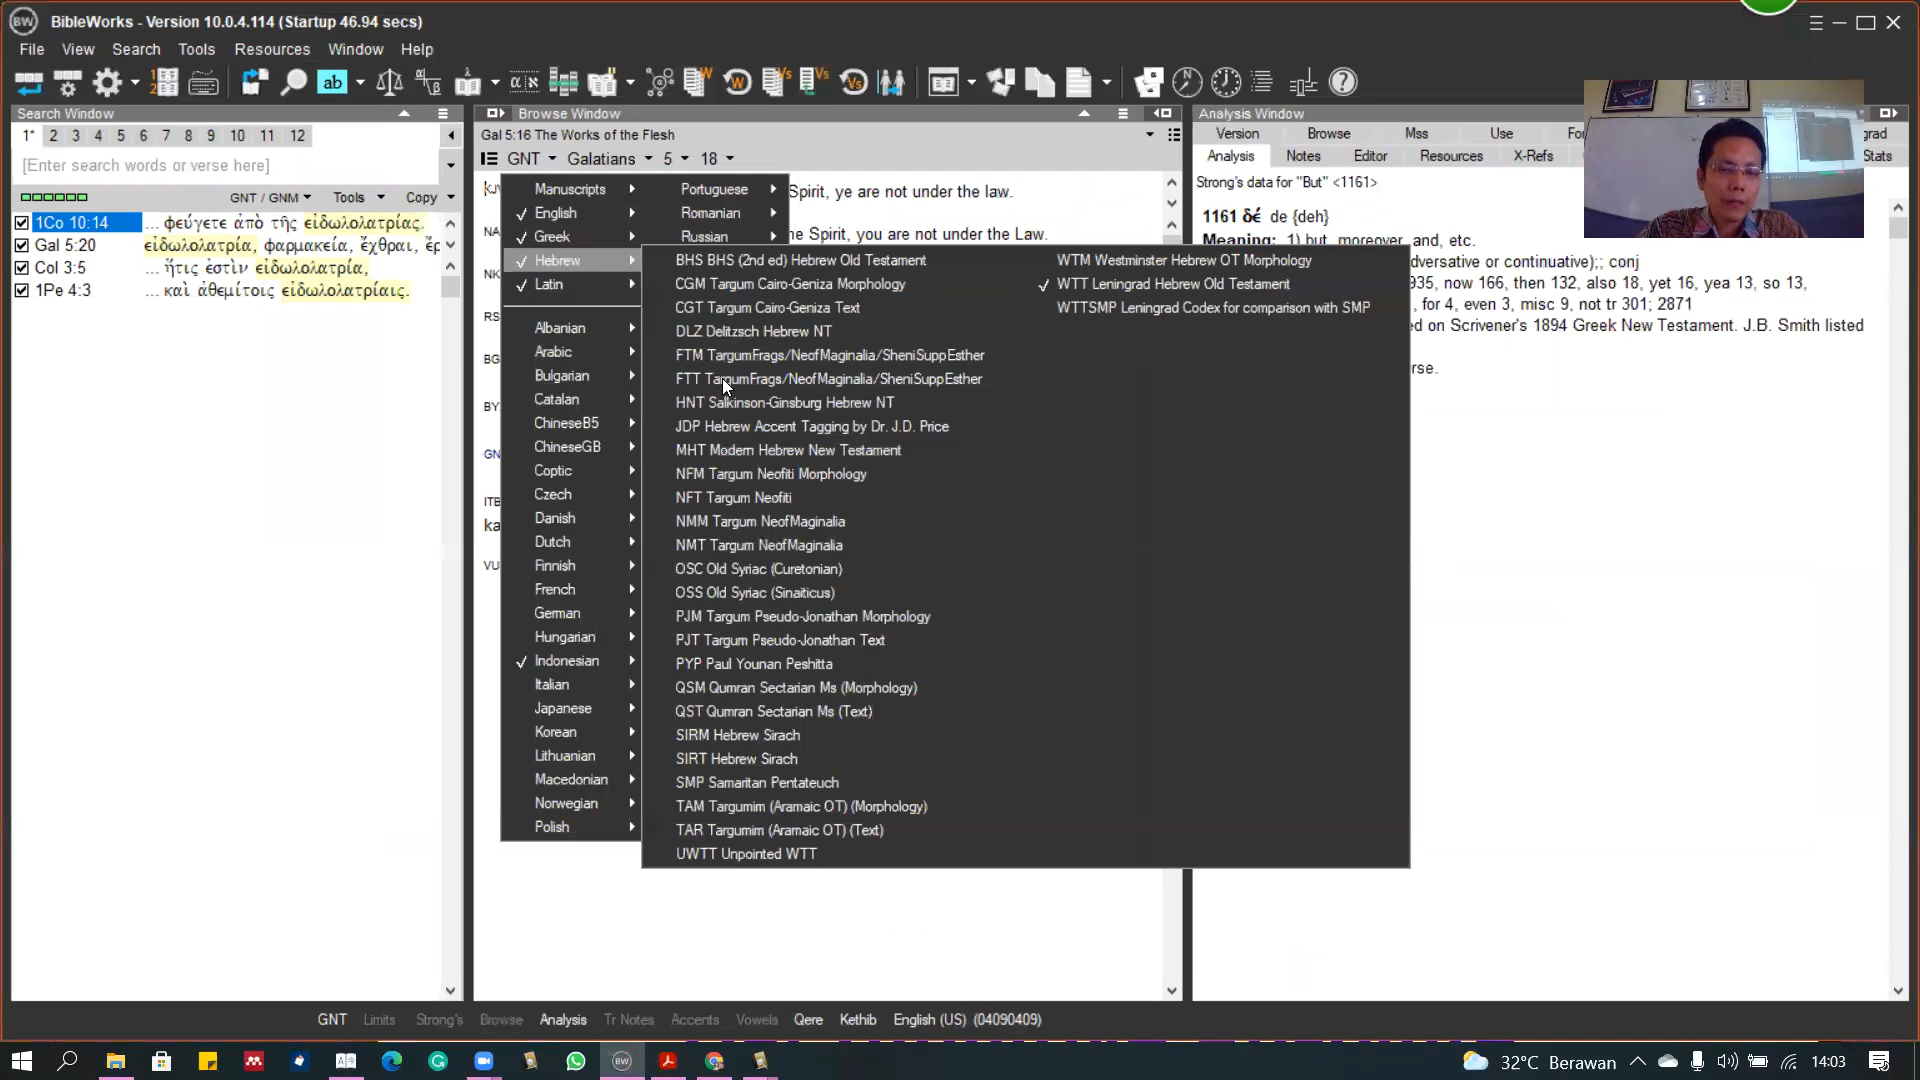 BW BibleWorks - Version 10.0.4.114 (Startup 46.94 secs)
File View Search Tools Resources Window Help
Search Window
1* 2 3 4 5 6 7 8 9 10 11 12
[Enter search words or verse here]
GNT / GNM Tools Copy
1Co 10:14 ... φεύγετε ἀπὸ τῆς εἰδωλολατρίας.
Gal 5:20 εἰδωλολατρία, φαρμακεία, ἔχθραι, ἔρ
Col 3:5 ... ἥτις ἐστὶν εἰδωλολατρία,
1Pe 4:3 ... καὶ ἀθεμίτοις εἰδωλολατρίαις.
Browse Window
Gal 5:16 The Works of the Flesh
GNT Galatians 5 18
KJV
Spirit, ye are not under the law.
he Spirit, you are not under the Law.
Manuscripts
English
Greek
Hebrew
Latin
Albanian
Arabic
Bulgarian
Catalan
ChineseB5
ChineseGB
Coptic
Czech
Danish
Dutch
Finnish
French
German
Hungarian
Indonesian
Italian
Japanese
Korean
Lithuanian
Macedonian
Norwegian
Polish
Portuguese
Romanian
Russian
BHS BHS (2nd ed) Hebrew Old Testament
CGM Targum Cairo-Geniza Morphology
CGT Targum Cairo-Geniza Text
DLZ Delitzsch Hebrew NT
FTM TargumFrags/NeofMaginalia/SheniSuppEsther
FTT TargumFrags/NeofMaginalia/SheniSuppEsther
HNT Salkinson-Ginsburg Hebrew NT
JDP Hebrew Accent Tagging by Dr. J.D. Price
MHT Modern Hebrew New Testament
NFM Targum Neofiti Morphology
NFT Targum Neofiti
NMM Targum NeofMaginalia
NMT Targum NeofMaginalia
OSC Old Syriac (Curetonian)
OSS Old Syriac (Sinaiticus)
PJM Targum Pseudo-Jonathan Morphology
PJT Targum Pseudo-Jonathan Text
PYP Paul Younan Peshitta
QSM Qumran Sectarian Ms (Morphology)
QST Qumran Sectarian Ms (Text)
SIRM Hebrew Sirach
SIRT Hebrew Sirach
SMP Samaritan Pentateuch
TAM Targumim (Aramaic OT) (Morphology)
TAR Targumim (Aramaic OT) (Text)
UWTT Unpointed WTT
WTM Westminster Hebrew OT Morphology
WTT Leningrad Hebrew Old Testament
WTTSMP Leningrad Codex for comparison with SMP
Analysis Window
Version Browse Mss Use For grad
Analysis Notes Editor Resources X-Refs Stats
Strong's data for "But" <1161>
1161 δέ de {deh}
Meaning: 1) but, moreover, and, etc.
dversative or continuative);; conj
935, now 166, then 132, also 18, yet 16, yea 13, so 13,
, for 4, even 3, misc 9, not tr 301; 2871
d on Scrivener's 1894 Greek New Testament. J.B. Smith listed
rse.
GNT Limits Strong's Browse Analysis Tr Notes Accents Vowels Qere Kethib English (US) (04090409)
32°C Berawan 14:03